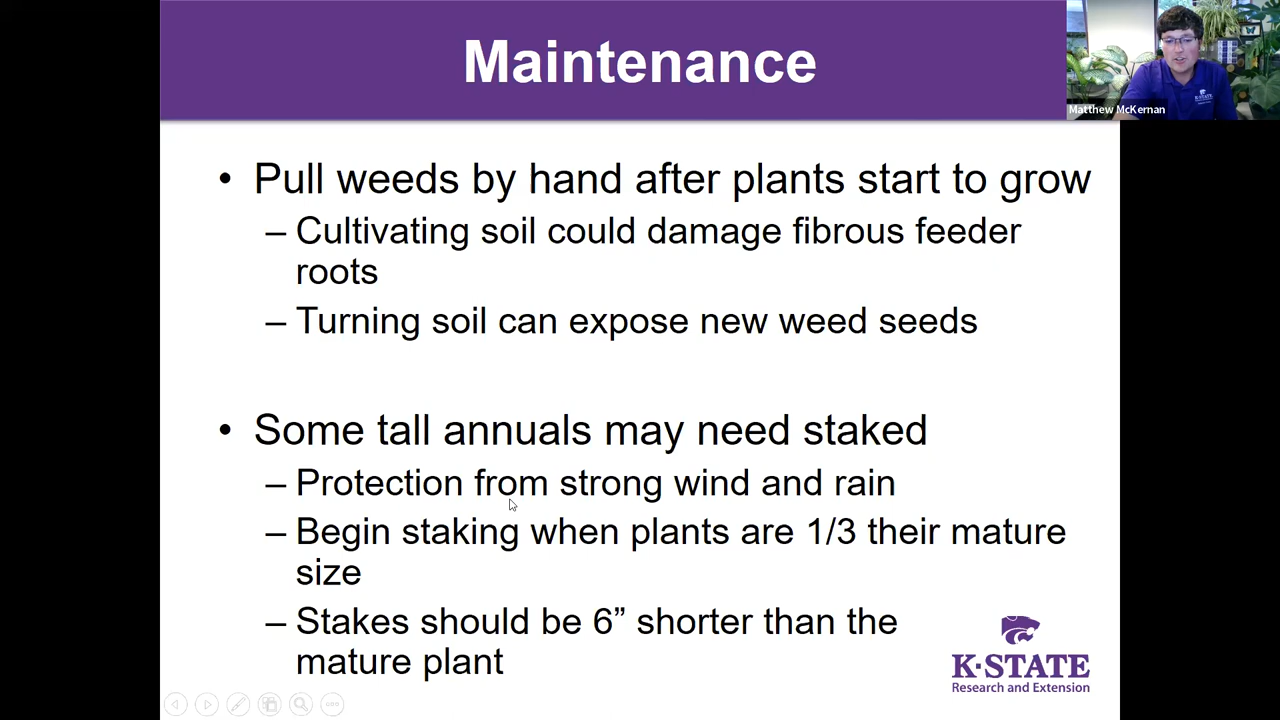 Maintenance
Matthew McKernan
• Pull weeds by hand after plants start to grow
– Cultivating soil could damage fibrous feeder
roots
– Turning soil can expose new weed seeds
• Some tall annuals may need staked
– Protection from strong wind and rain
– Begin staking when plants are 1/3 their mature
size
– Stakes should be 6” shorter than the
mature plant
K-STATE
Research and Extension
K-STATE